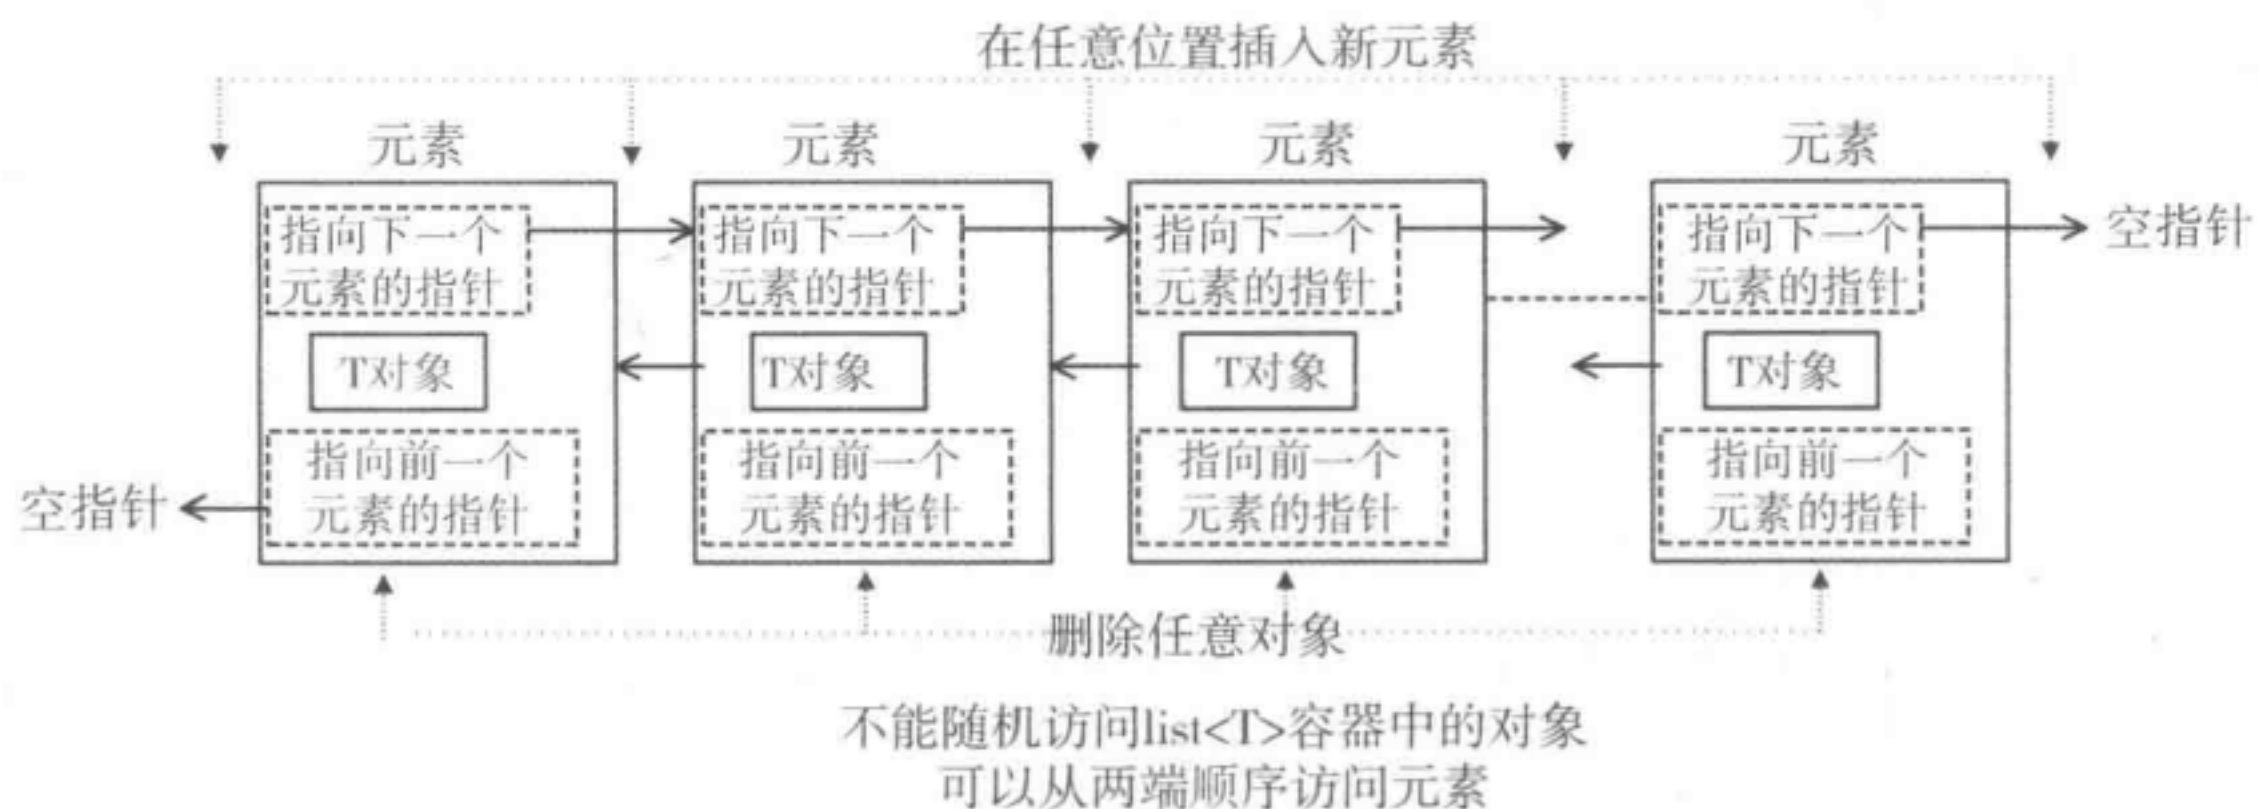 在任意位置插入新元素
元素
元素
元素
元素
指向下一个
元素的指针
指向下一个
元素的指针
指向下一个
元素的指针
指向下一个
元素的指针
空指针
T对象
T对象
T对象
T对象
指向前一个
元素的指针
指向前一个
元素的指针
指向前一个
元素的指针
指向前一个
元素的指针
空指针
删除任意对象
不能随机访问list<T>容器中的对象
可以从两端顺序访问元素